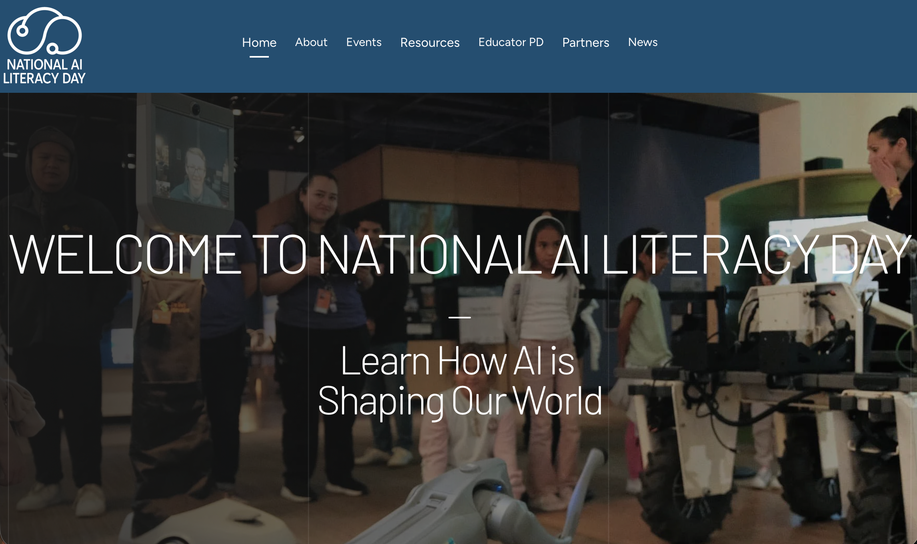 NATIONAL AI
LITERACY DAY
Home About Events Resources Educator PD Partners News
WELCOME TO NATIONAL AI LITERACY DAY
Learn How AI is
Shaping Our World